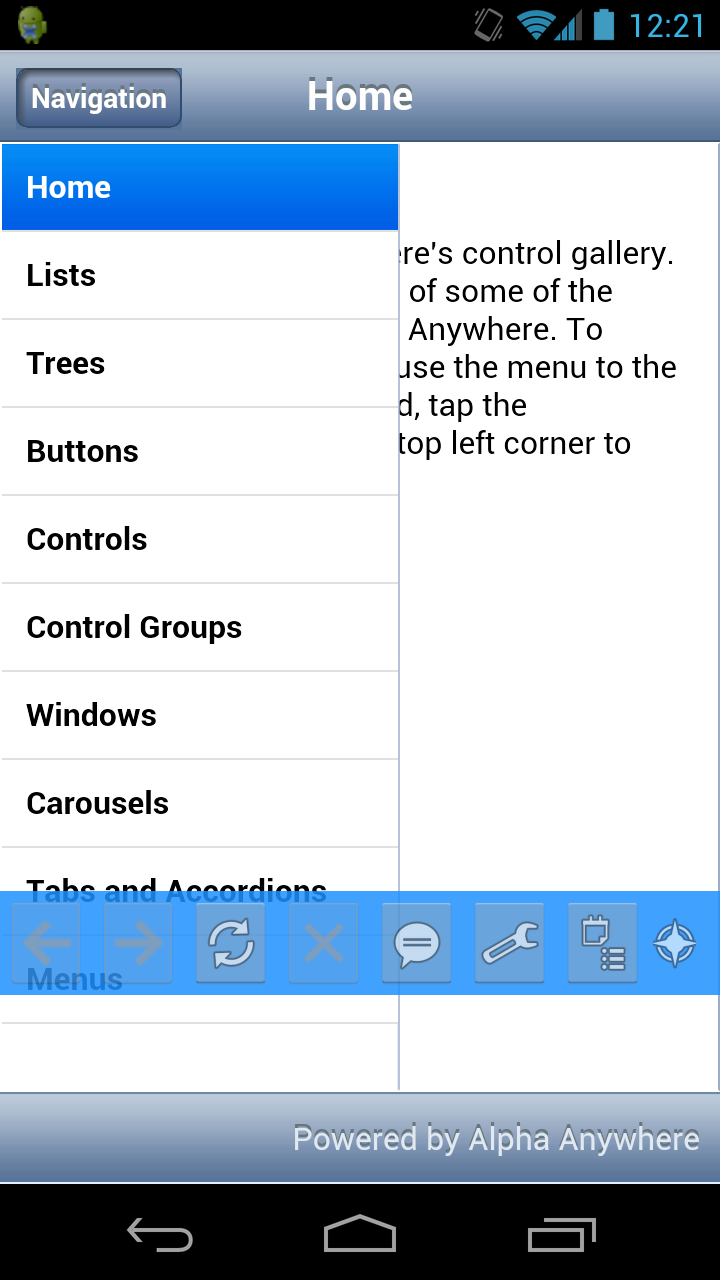 12:21
Navigation
Home
Home
Lists
Trees
Buttons
Controls
Control Groups
Windows
Carousels
Tabs and Accordions
Menus
ere's control gallery.
of some of the
Anywhere. To
use the menu to the
d, tap the
top left corner to
Powered by Alpha Anywhere